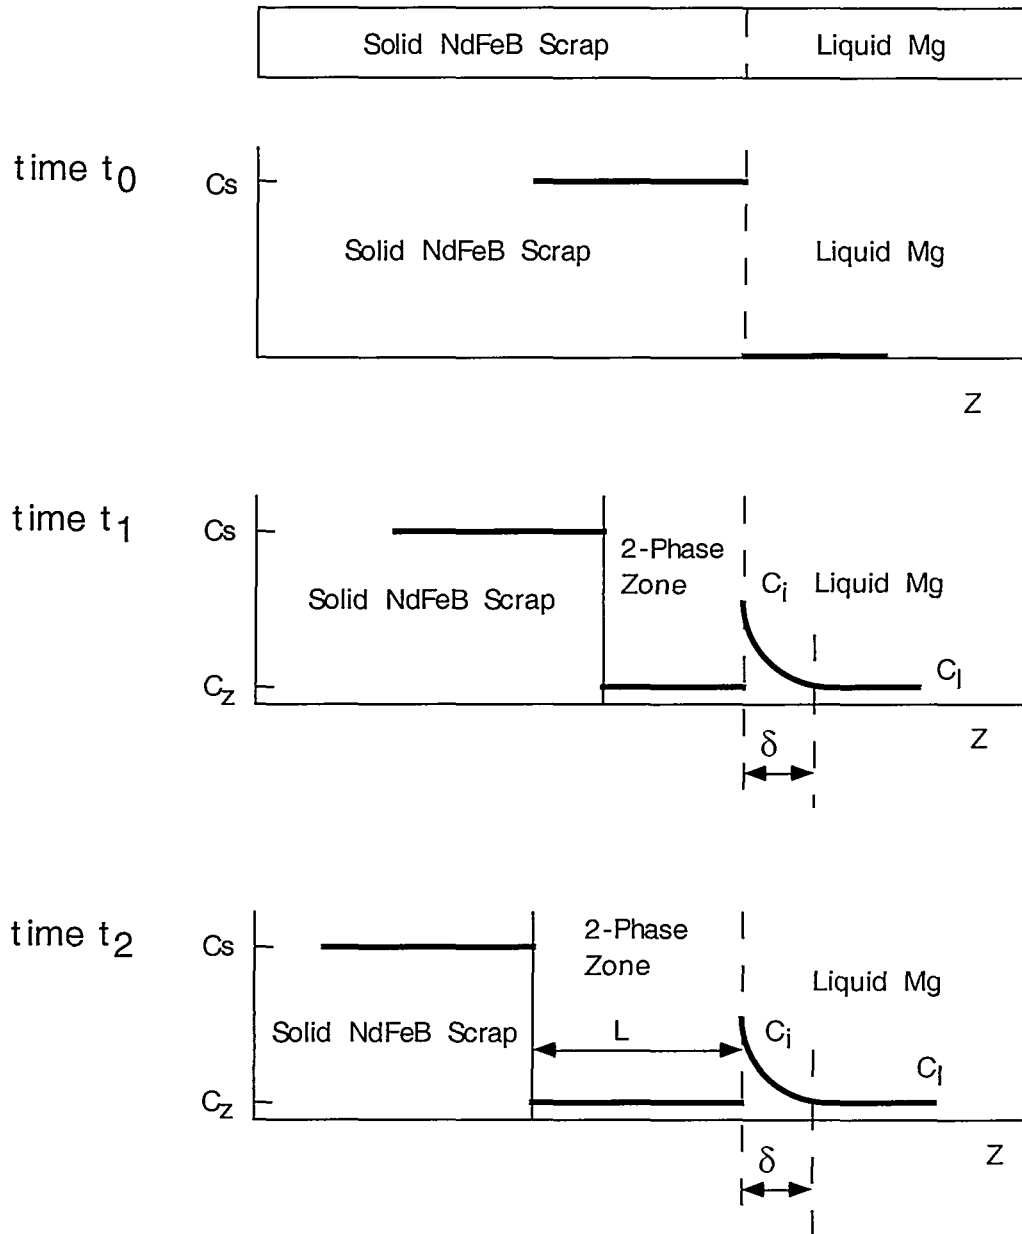 Solid NdFeB Scrap Liquid Mg
time t0
Cs
Solid NdFeB Scrap Liquid Mg
Z
time t1
Cs
2-Phase
Zone
Ci Liquid Mg
Solid NdFeB Scrap
Cz
Cl
Z
δ
time t2
Cs
2-Phase
Zone
Liquid Mg
Solid NdFeB Scrap
L
Ci
Cl
Cz
Z
δ